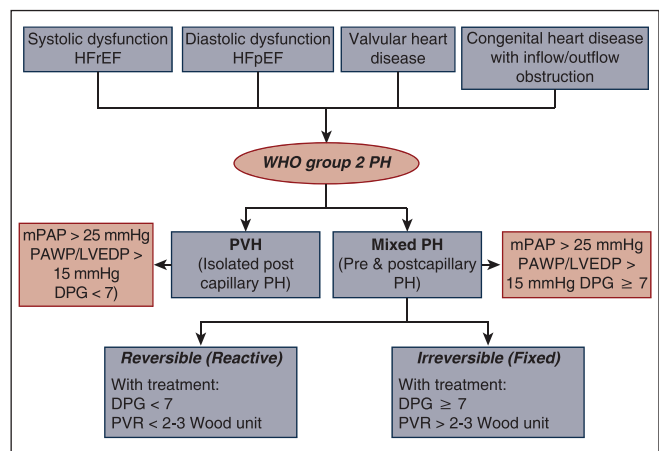 Systolic dysfunction
HFrEF
Diastolic dysfunction
HFpEF
Valvular heart
disease
Congenital heart disease
with inflow/outflow
obstruction
WHO group 2 PH
mPAP > 25 mmHg
PAWP/LVEDP >
15 mmHg
DPG < 7)
PVH
(Isolated post
capillary PH)
Mixed PH
(Pre & postcapillary
PH)
mPAP > 25 mmHg
PAWP/LVEDP >
15 mmHg DPG ≥ 7
Reversible (Reactive)
With treatment:
DPG < 7
PVR < 2-3 Wood unit
Irreversible (Fixed)
With treatment:
DPG ≥ 7
PVR > 2-3 Wood unit